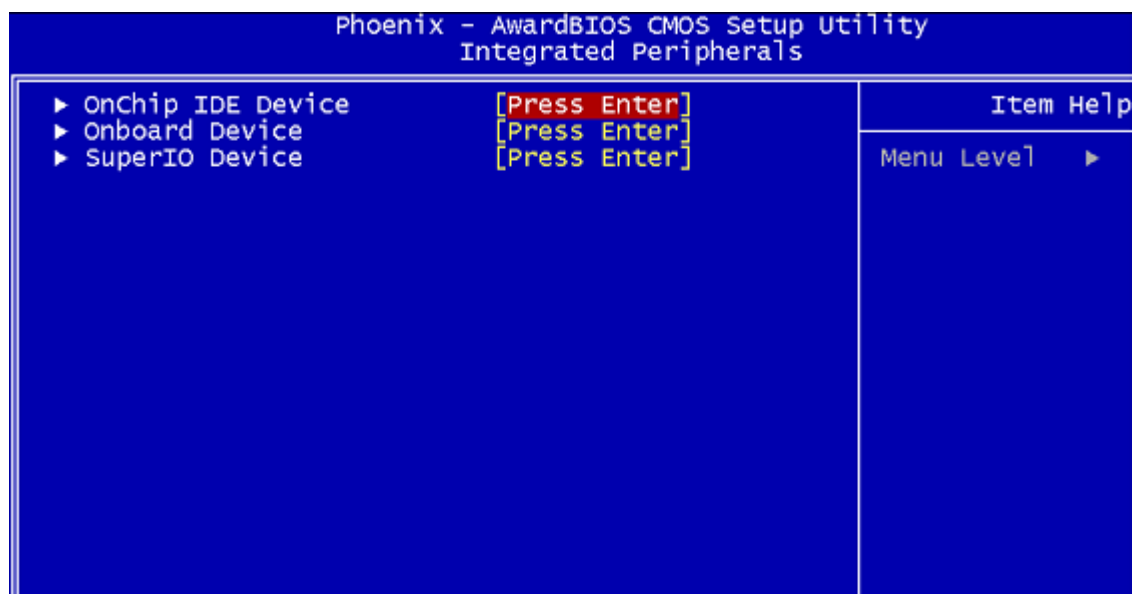 Phoenix - AwardBIOS CMOS Setup Utility
Integrated Peripherals
► OnChip IDE Device [Press Enter]
► Onboard Device [Press Enter]
► SuperIO Device [Press Enter]
Item Help
Menu Level ►